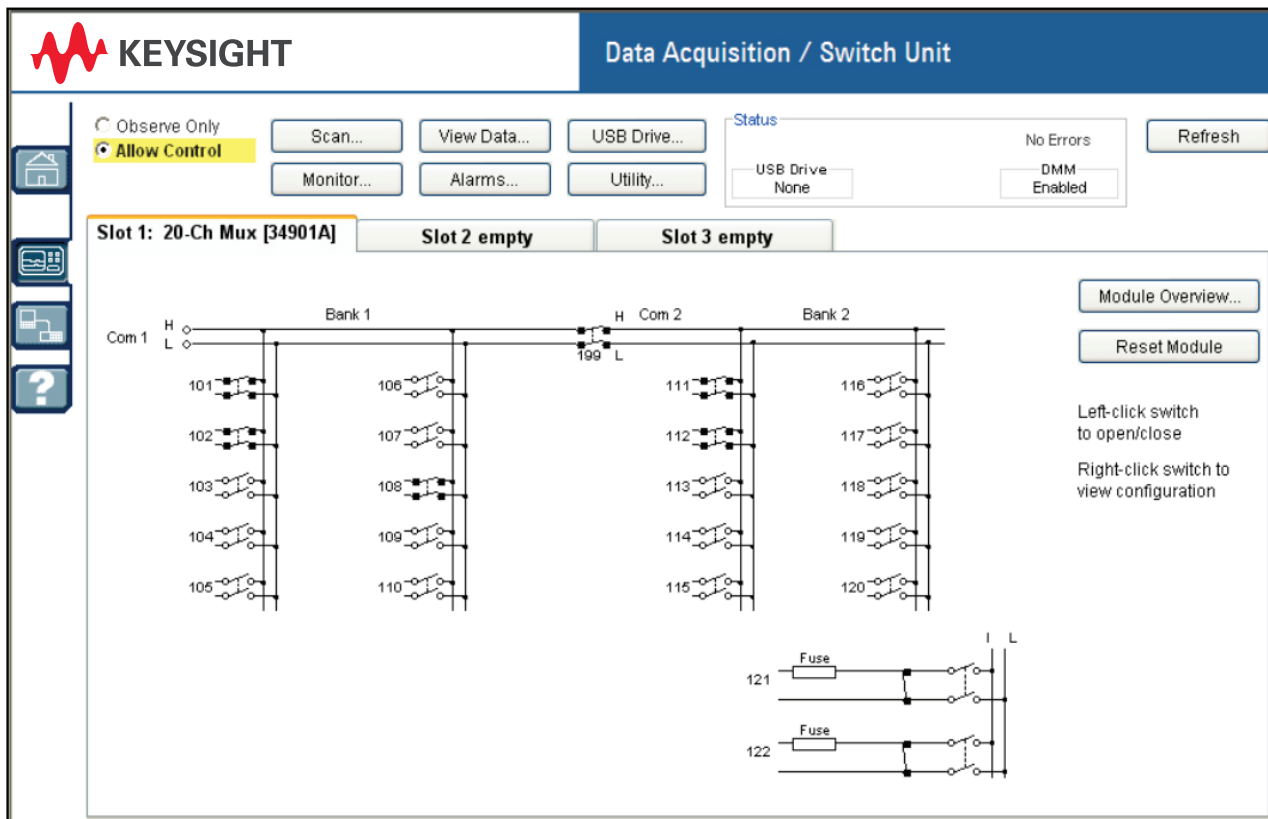 KEYSIGHT
Data Acquisition / Switch Unit
Observe Only
Allow Control
Scan...
View Data...
USB Drive...
Monitor...
Alarms...
Utility...
Status
No Errors
USB Drive
None
DMM
Enabled
Refresh
Slot 1: 20-Ch Mux [34901A]
Slot 2 empty
Slot 3 empty
Module Overview...
Reset Module
Left-click switch
to open/close
Right-click switch to
view configuration
Com 1
H
L
Bank 1
199
H
L
Com 2
Bank 2
101
102
103
104
105
106
107
108
109
110
111
112
113
114
115
116
117
118
119
120
I L
121
Fuse
122
Fuse
?